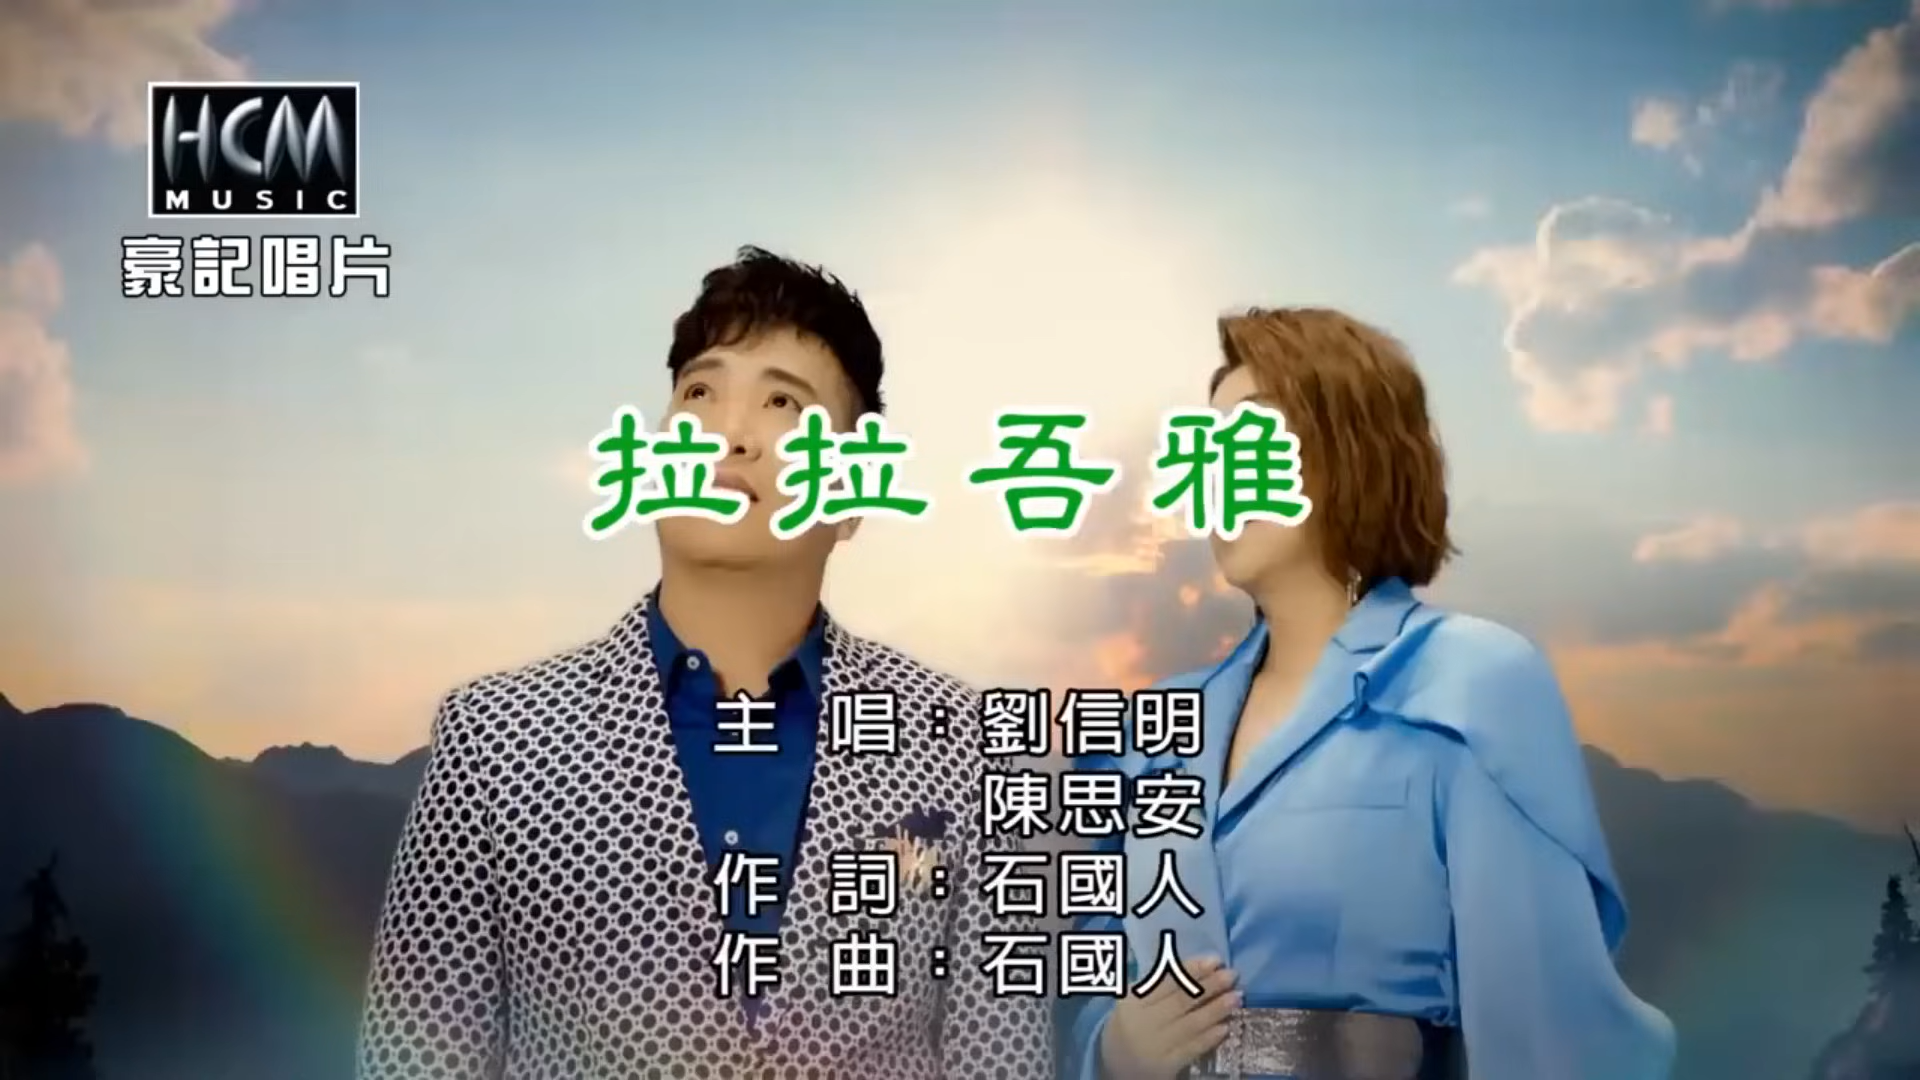 HCM
MUSIC
豪記唱片
拉拉吾雅
主唱：劉信明
陳思安
作詞：石國人
作曲：石國人